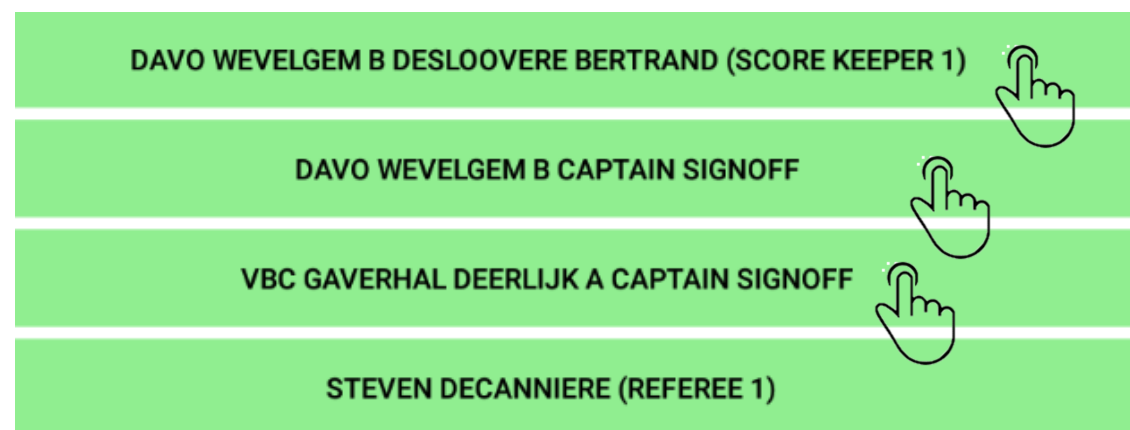 DAVO WEVELGEM B DESLOOVERE BERTRAND (SCORE KEEPER 1)
DAVO WEVELGEM B CAPTAIN SIGNOFF
VBC GAVERHAL DEERLIJK A CAPTAIN SIGNOFF
STEVEN DECANNIERE (REFEREE 1)